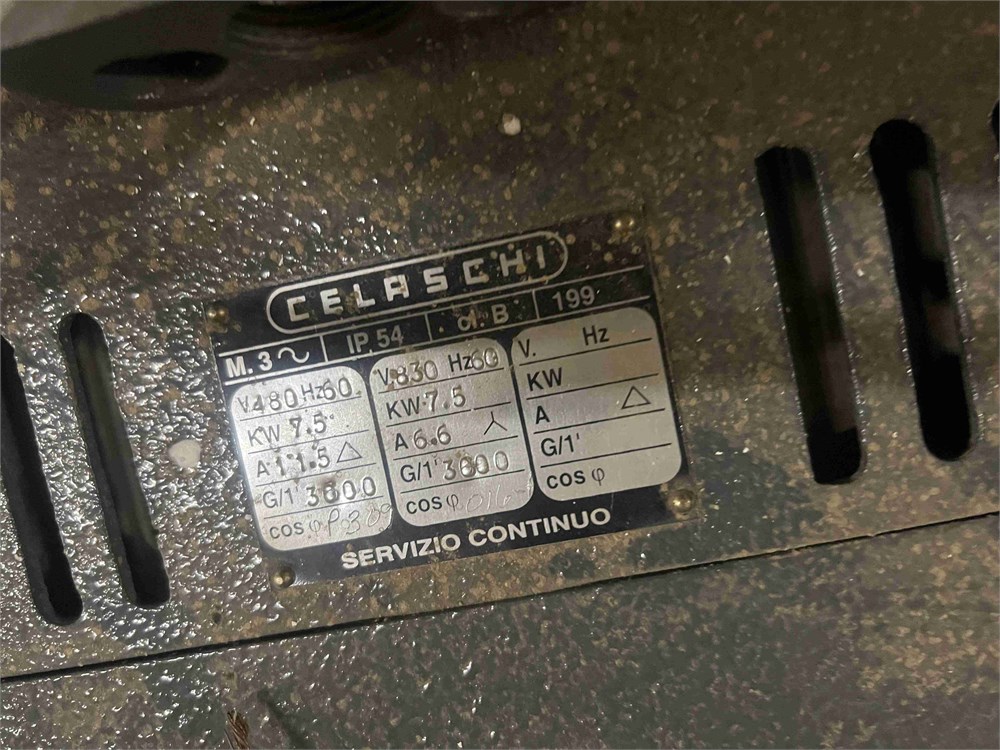 CELASCHI
M. 3 ~ IP 54 cl. B 199
V. 480 Hz 60
KW 7.5
A 11.5 △
G/1' 3600
cos φ
V. 830 Hz 60
KW 7.5
A 6.6
G/1' 3600
cos φ
V. Hz
KW
A △
G/1'
cos φ
SERVIZIO CONTINUO